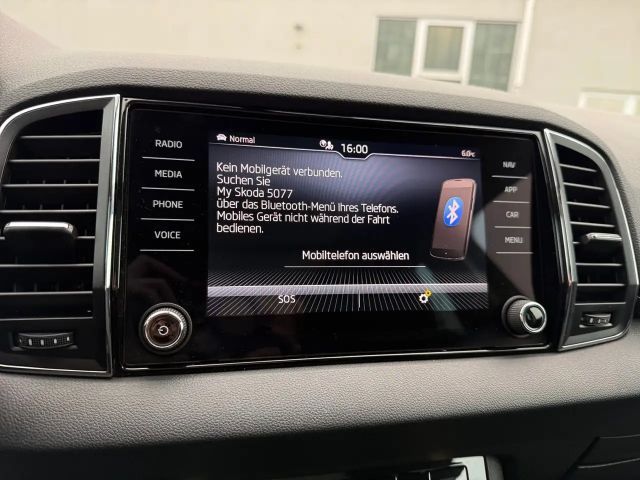 Normal
16:00
6.0°C
RADIO
MEDIA
PHONE
VOICE
Kein Mobilgerät verbunden.
Suchen Sie
My Skoda 5077
über das Bluetooth-Menü Ihres Telefons.
Mobiles Gerät nicht während der Fahrt
bedienen.
Mobiltelefon auswählen
SOS
NAV
APP
CAR
MENU